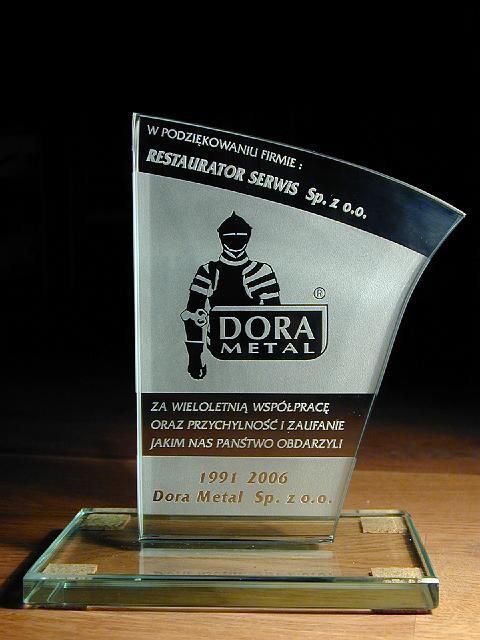 W PODZIĘKOWANIU FIRMIE :
RESTAURATOR SERWIS Sp. z o.o.
®
DORA
METAL
ZA WIELOLETNIĄ WSPÓŁPRACĘ
ORAZ PRZYCHYLNOŚĆ I ZAUFANIE
JAKIM NAS PAŃSTWO OBDARZYLI
1991 2006
Dora Metal Sp. z o.o.